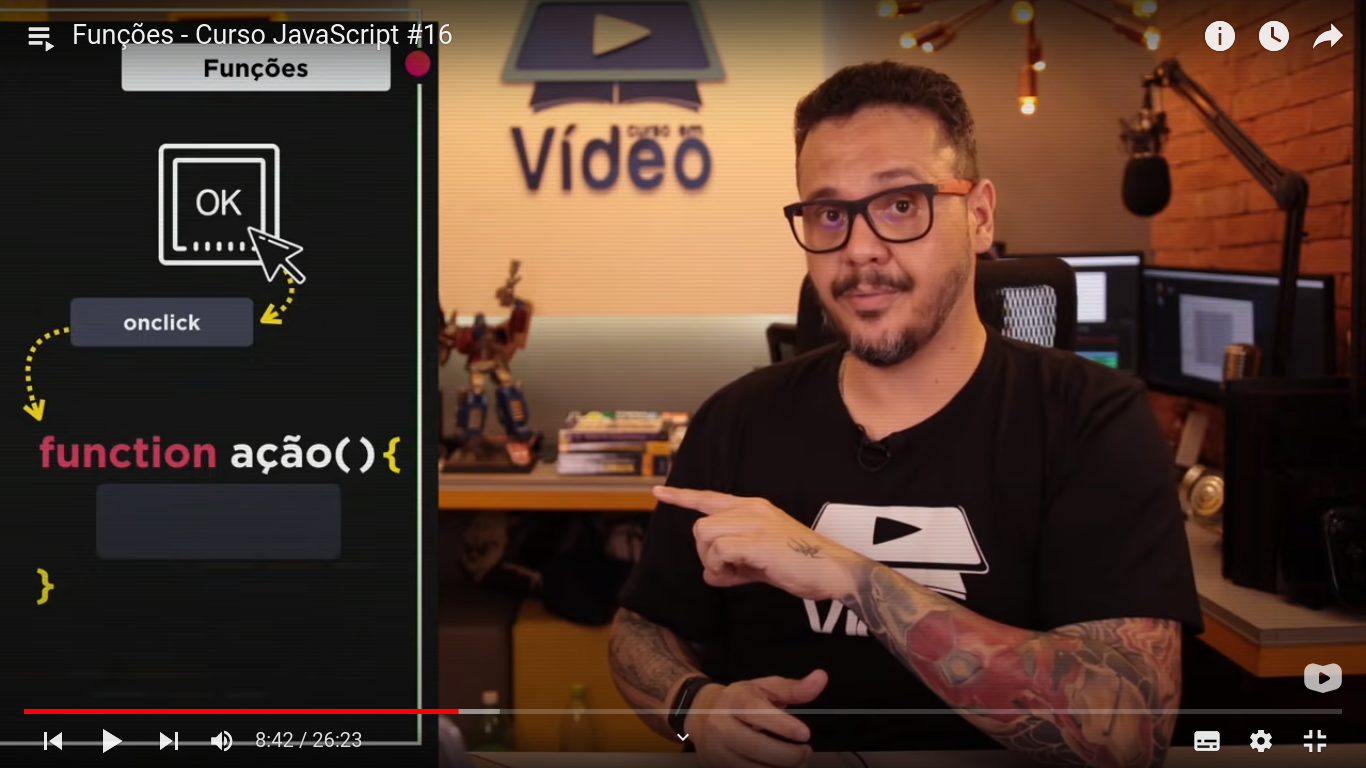 Funções - Curso JavaScript #16
Funções
OK
onclick
function ação(){
}
curso em
Vídeo
8:42 / 26:23